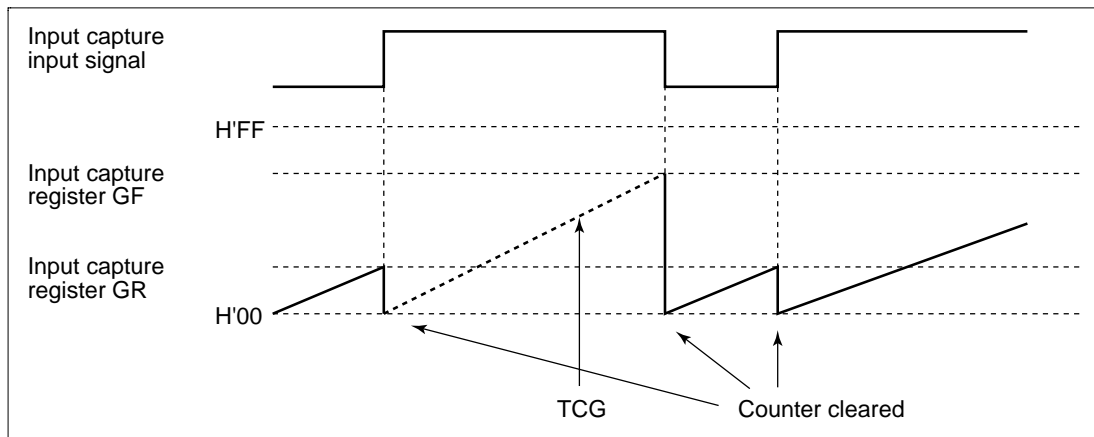 Input capture
input signal
H'FF
Input capture
register GF
Input capture
register GR
H'00
TCG
Counter cleared